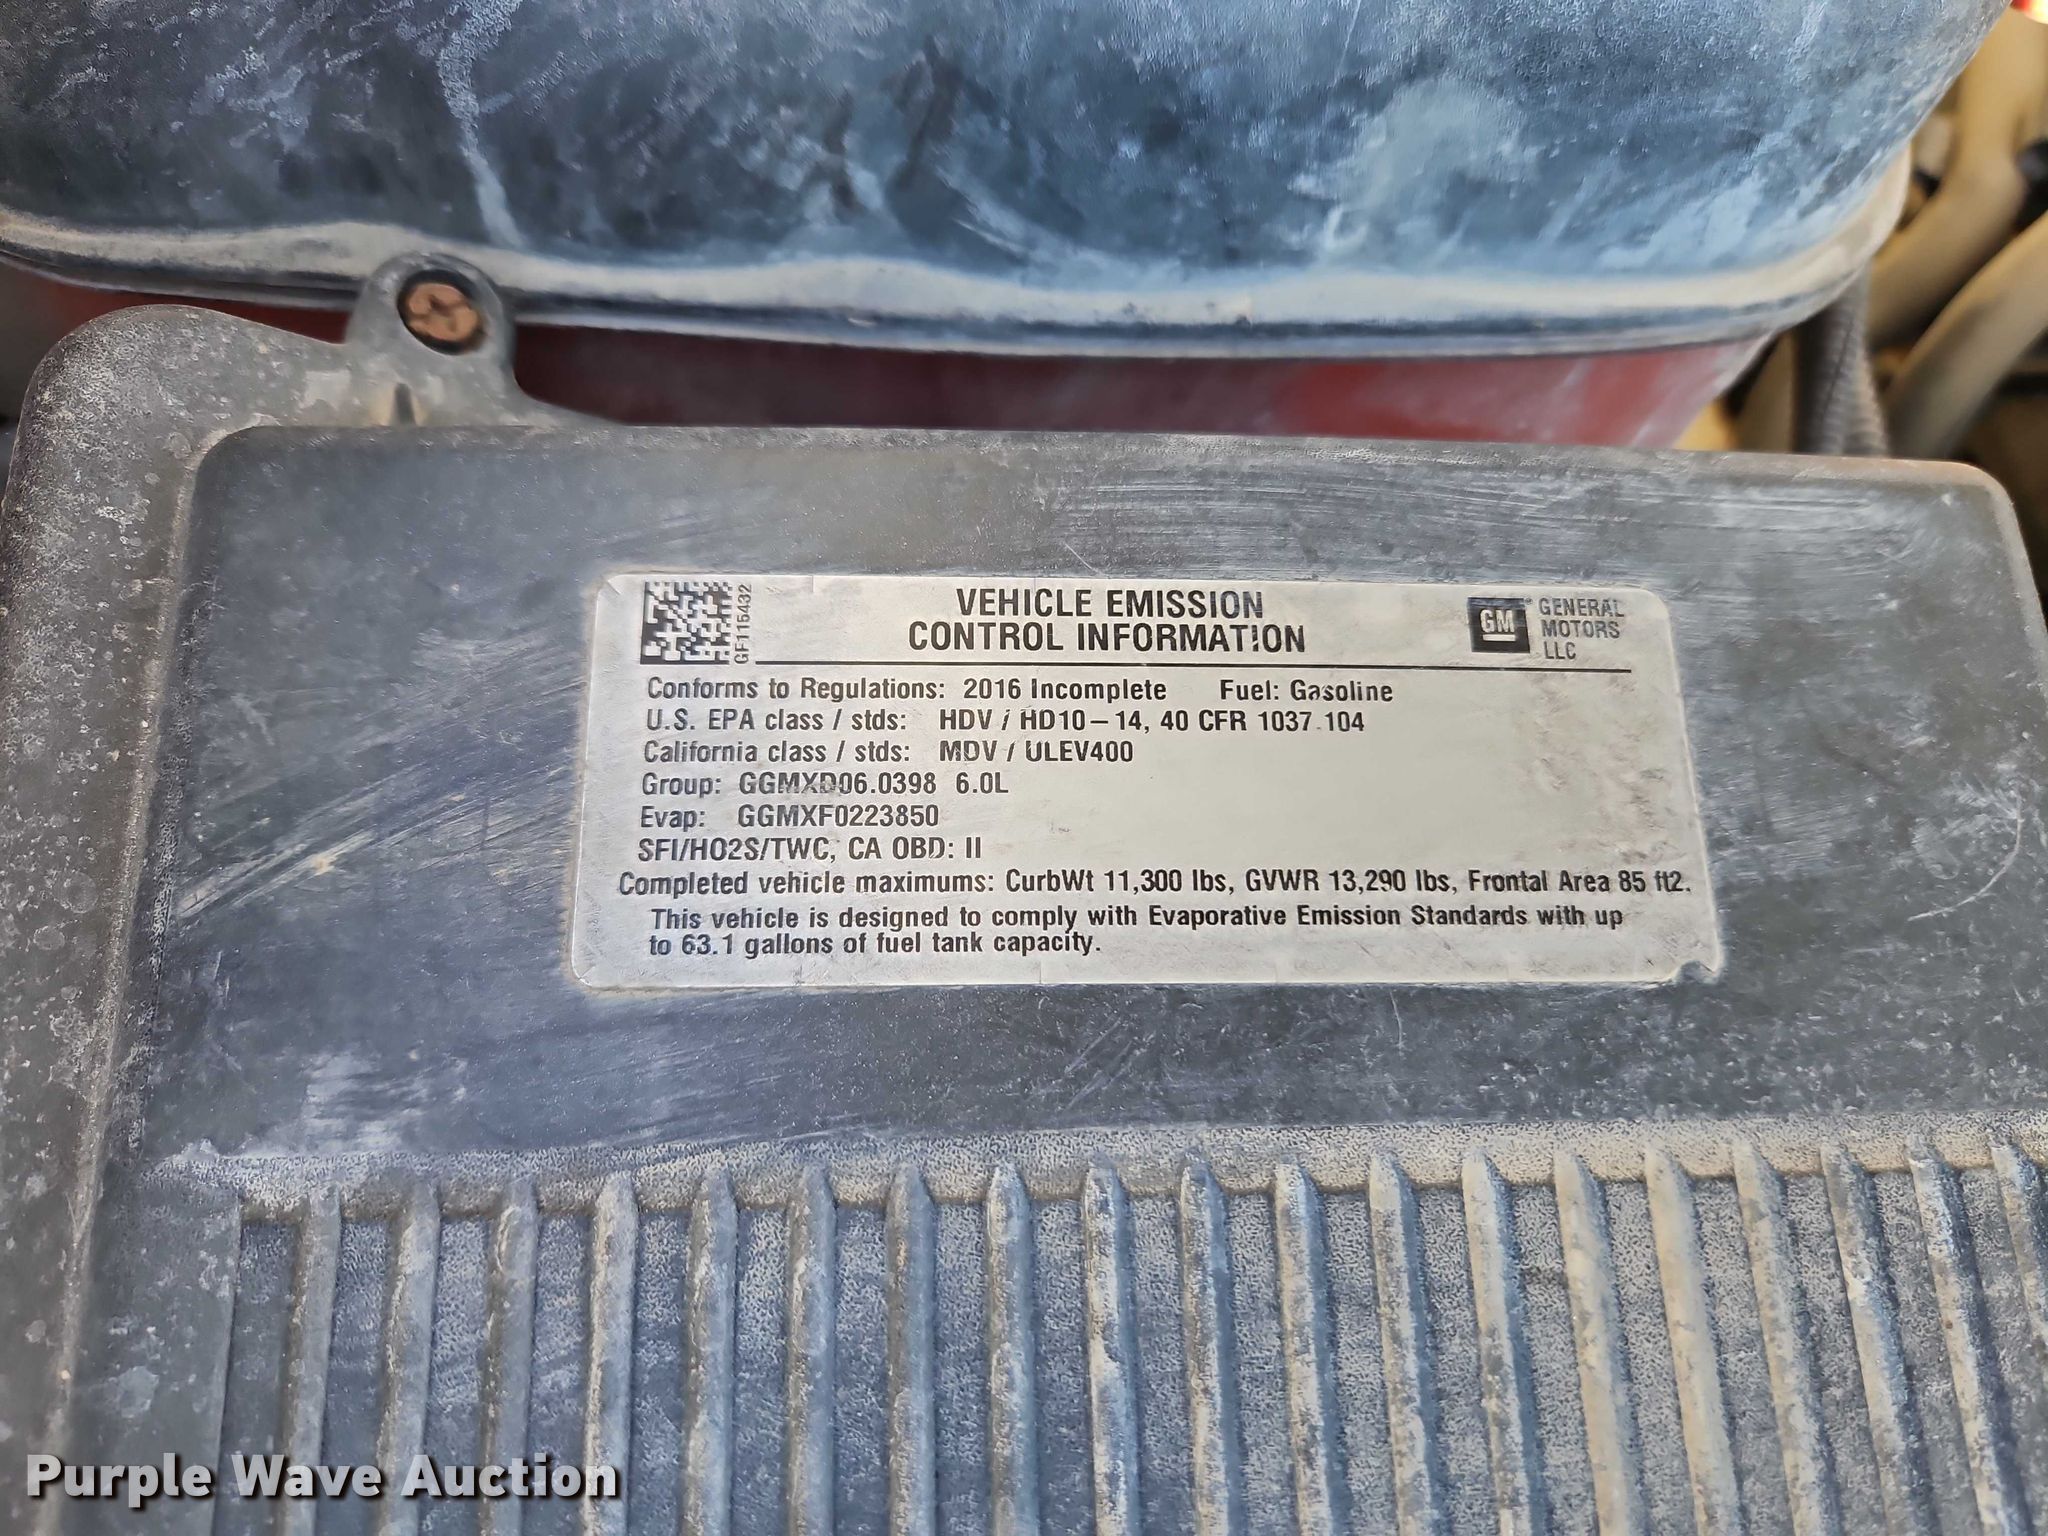 GF115432
VEHICLE EMISSION
CONTROL INFORMATION
GM
GENERAL
MOTORS
LLC
Conforms to Regulations: 2016 Incomplete Fuel: Gasoline
U.S. EPA class / stds: HDV / HD10-14, 40 CFR 1037.104
California class / stds: MDV / ULEV400
Group: GGMXD06.0398 6.0L
Evap: GGMXF0223850
SFI/HO2S/TWC, CA OBD: II
Completed vehicle maximums: CurbWt 11,300 lbs, GVWR 13,290 lbs, Frontal Area 85 ft2.
This vehicle is designed to comply with Evaporative Emission Standards with up
to 63.1 gallons of fuel tank capacity.
Purple Wave Auction